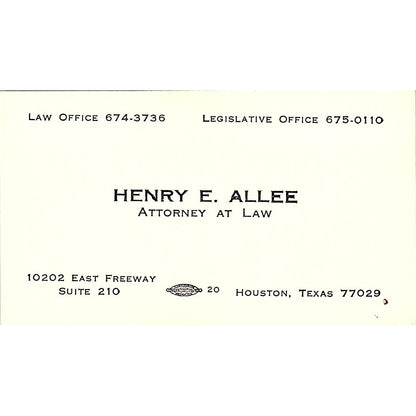 LAW OFFICE 674-3736 LEGISLATIVE OFFICE 675-0110
HENRY E. ALLEE
ATTORNEY AT LAW
10202 EAST FREEWAY
SUITE 210 20 HOUSTON, TEXAS 77029